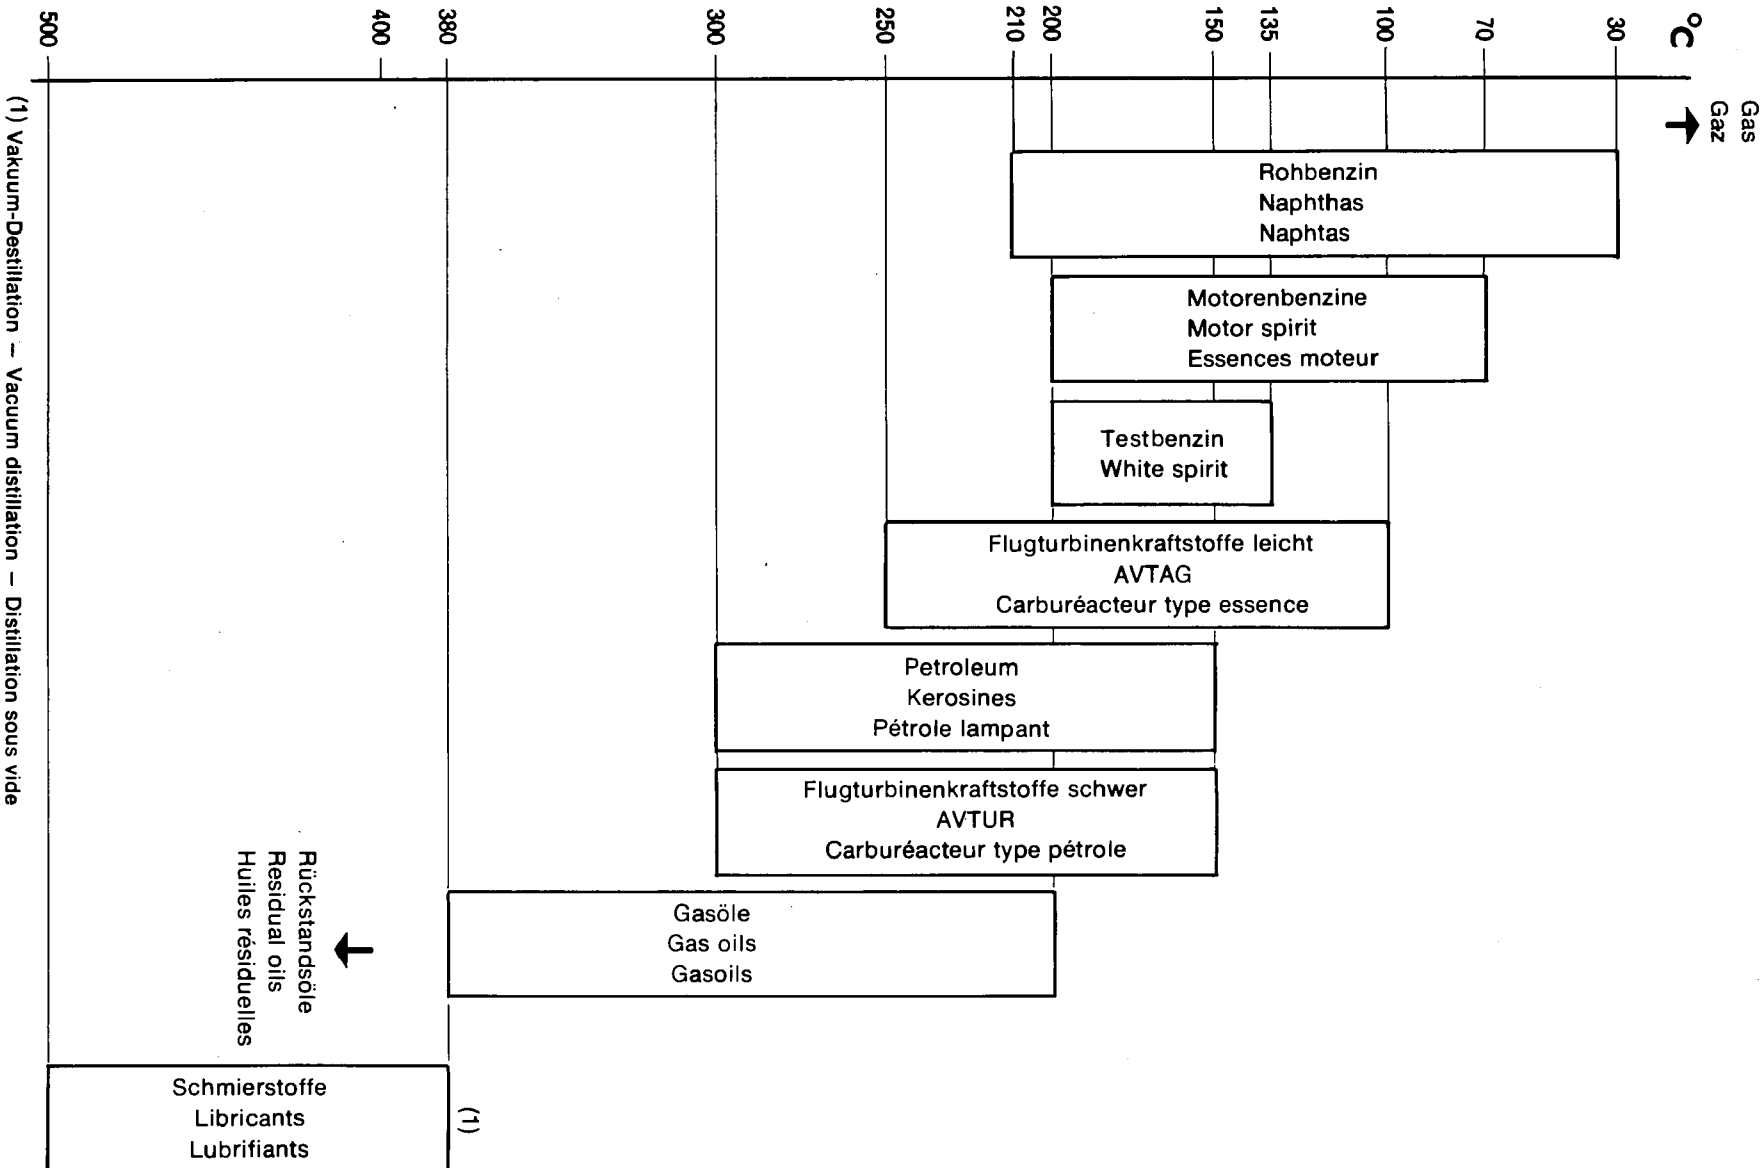 500
400
380
300
250
210
200
150
135
100
70
30
°C
Gas
Gaz
Rohbenzin
Naphthas
Naphtas
Motorenbenzine
Motor spirit
Essences moteur
Testbenzin
White spirit
Flugturbinenkraftstoffe leicht
AVTAG
Carburéacteur type essence
Petroleum
Kerosines
Pétrole lampant
Flugturbinenkraftstoffe schwer
AVTUR
Carburéacteur type pétrole
Gasöle
Gas oils
Gasoils
Rückstandsöle
Residual oils
Huiles résiduelles
Schmierstoffe
Libricants
Lubrifiants
(1)
(1) Vakuum-Destillation – Vacuum distillation – Distillation sous vide